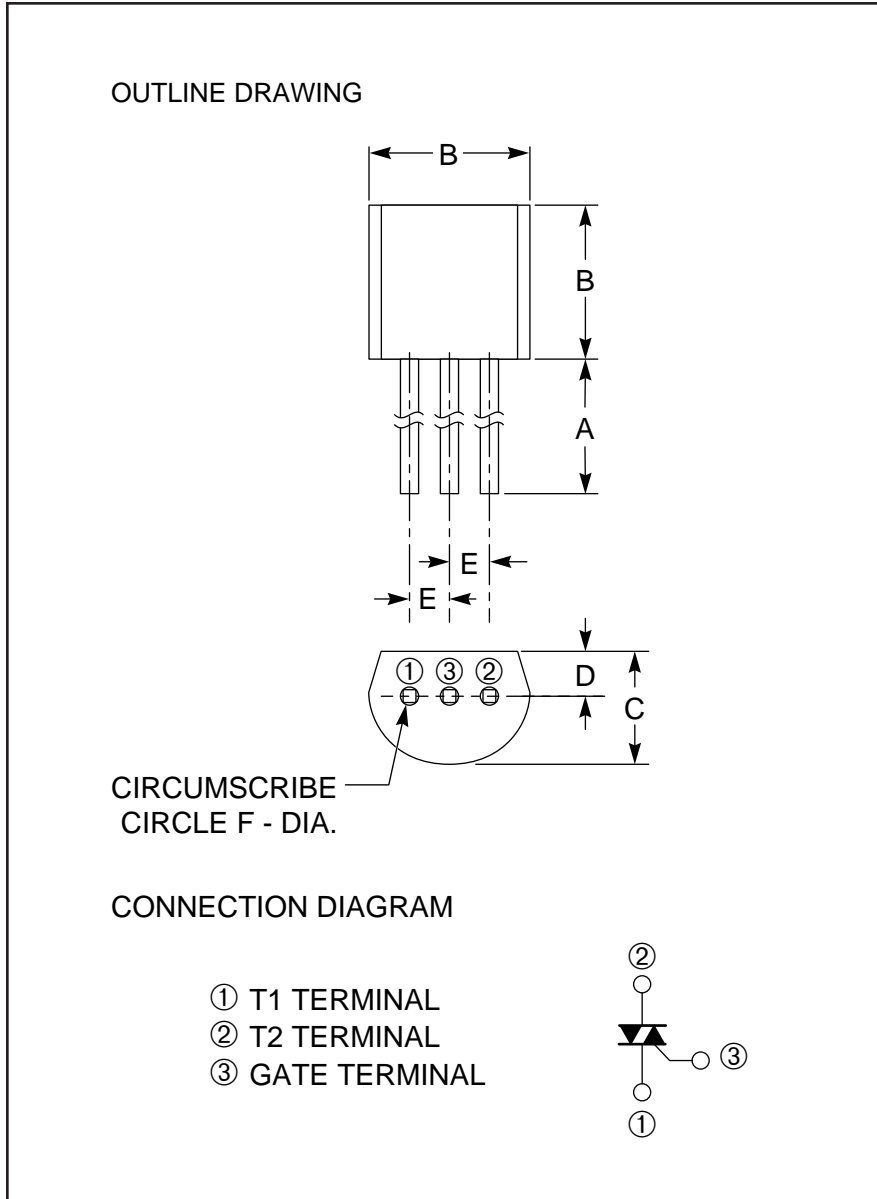 OUTLINE DRAWING
B
B
A
E
E
① ③ ②
D
C
CIRCUMSCRIBE
CIRCLE F - DIA.
CONNECTION DIAGRAM
① T1 TERMINAL
② T2 TERMINAL
③ GATE TERMINAL
②
③
①